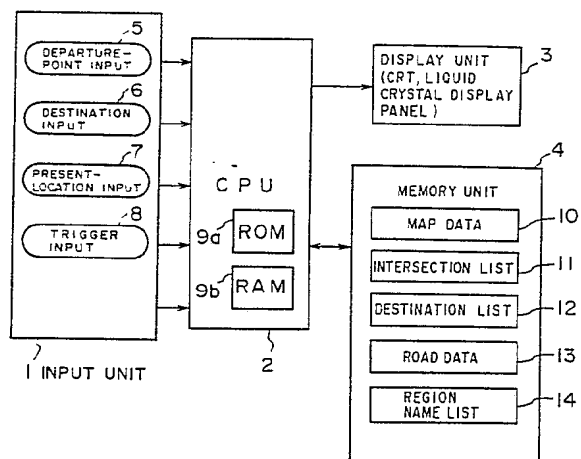 5
DEPARTURE-
POINT INPUT
6
DESTINATION
INPUT
7
PRESENT-
LOCATION INPUT
8
TRIGGER
INPUT
1 INPUT UNIT
CPU
9a
ROM
9b
RAM
2
3
DISPLAY UNIT
(CRT, LIQUID
CRYSTAL DISPLAY
PANEL)
4
MEMORY UNIT
MAP DATA
10
INTERSECTION LIST
11
DESTINATION LIST
12
ROAD DATA
13
REGION
NAME LIST
14